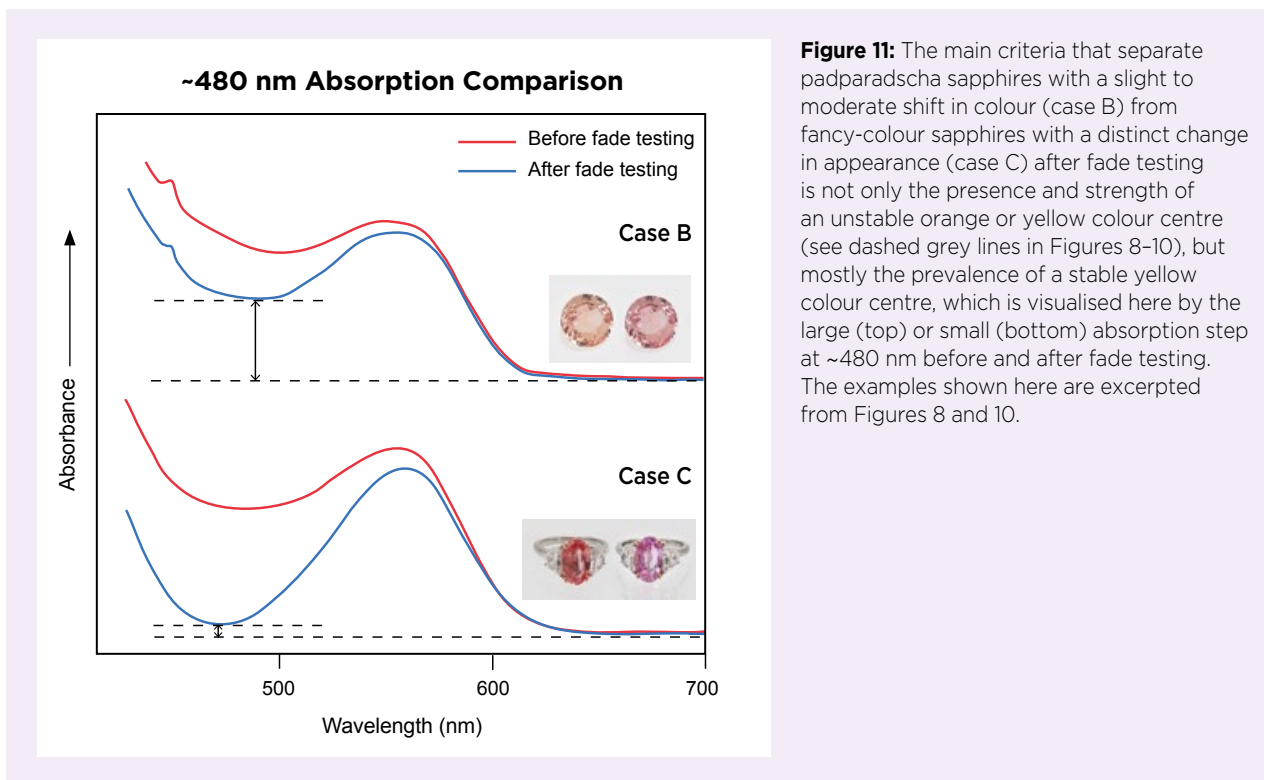 ~480 nm Absorption Comparison
Before fade testing
After fade testing
Case B
Case C
Absorbance
500
600
700
Wavelength (nm)
Figure 11: The main criteria that separate
padparadscha sapphires with a slight to
moderate shift in colour (case B) from
fancy-colour sapphires with a distinct change
in appearance (case C) after fade testing
is not only the presence and strength of
an unstable orange or yellow colour centre
(see dashed grey lines in Figures 8–10), but
mostly the prevalence of a stable yellow
colour centre, which is visualised here by the
large (top) or small (bottom) absorption step
at ~480 nm before and after fade testing.
The examples shown here are excerpted
from Figures 8 and 10.